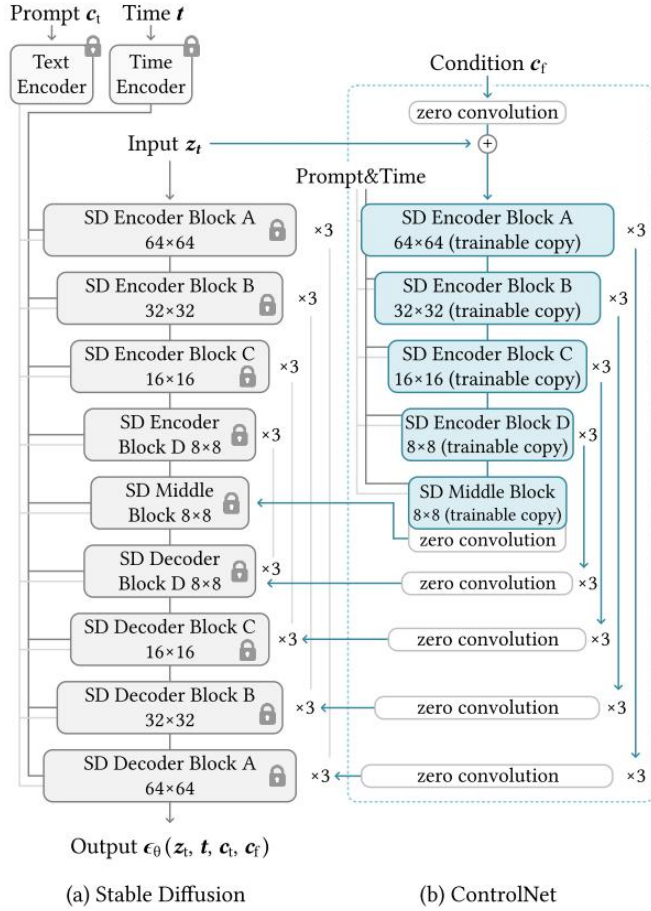 Prompt cₜ
Time t
Text
Encoder
Time
Encoder
Input zₜ
SD Encoder Block A
64×64
×3
SD Encoder Block B
32×32
×3
SD Encoder Block C
16×16
×3
SD Encoder
Block D 8×8
×3
SD Middle
Block 8×8
SD Decoder
Block D 8×8
×3
SD Decoder Block C
16×16
×3
SD Decoder Block B
32×32
×3
SD Decoder Block A
64×64
×3
Output ϵθ(zₜ, t, cₜ, c_f)
(a) Stable Diffusion
Condition c_f
zero convolution
+
Prompt&Time
SD Encoder Block A
64×64 (trainable copy)
×3
SD Encoder Block B
32×32 (trainable copy)
×3
SD Encoder Block C
16×16 (trainable copy)
×3
SD Encoder Block D
8×8 (trainable copy)
×3
SD Middle Block
8×8 (trainable copy)
zero convolution
zero convolution
×3
zero convolution
×3
zero convolution
×3
zero convolution
×3
(b) ControlNet